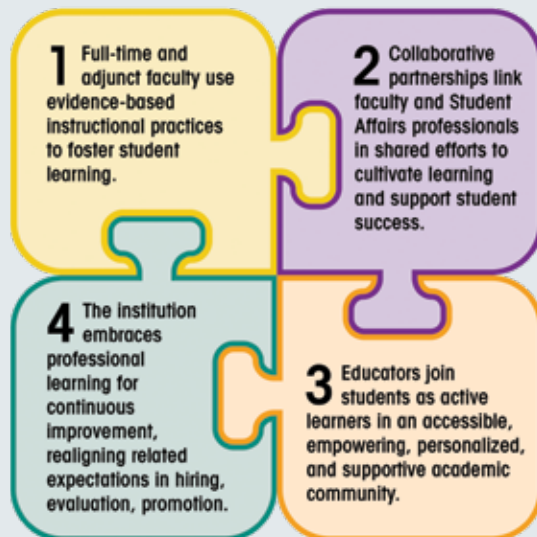 1 Full-time and
adjunct faculty use
evidence-based
instructional practices
to foster student
learning.
2 Collaborative
partnerships link
faculty and Student
Affairs professionals
in shared efforts to
cultivate learning
and support student
success.
3 Educators join
students as active
learners in an accessible,
empowering, personalized,
and supportive academic
community.
4 The institution
embraces
professional
learning for
continuous
improvement,
realigning related
expectations in hiring,
evaluation, promotion.